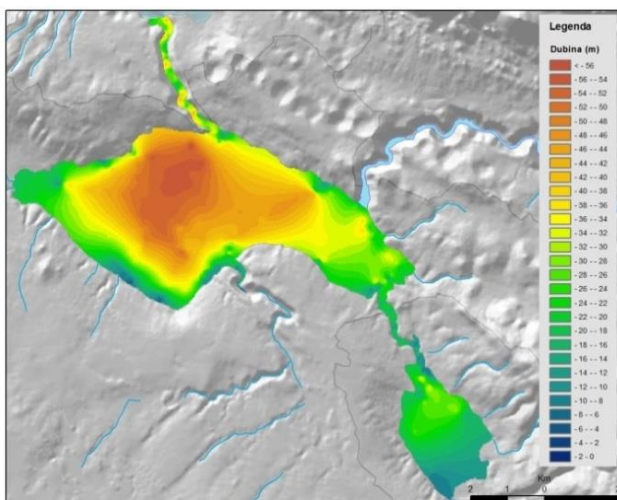 Legenda
Dubina (m)
< - 56
- 56 - - 54
- 54 - - 52
- 52 - - 50
- 50 - - 48
- 48 - - 46
- 46 - - 44
- 44 - - 42
- 42 - - 40
- 40 - - 38
- 38 - - 36
- 36 - - 34
- 34 - - 32
- 32 - - 30
- 30 - - 28
- 28 - - 26
- 26 - - 24
- 24 - - 22
- 22 - - 20
- 20 - - 18
- 18 - - 16
- 16 - - 14
- 14 - - 12
- 12 - - 10
- 10 - - 8
- 8 - - 6
- 6 - - 4
- 4 - - 2
- 2 - 0
Km
2 1 0 2